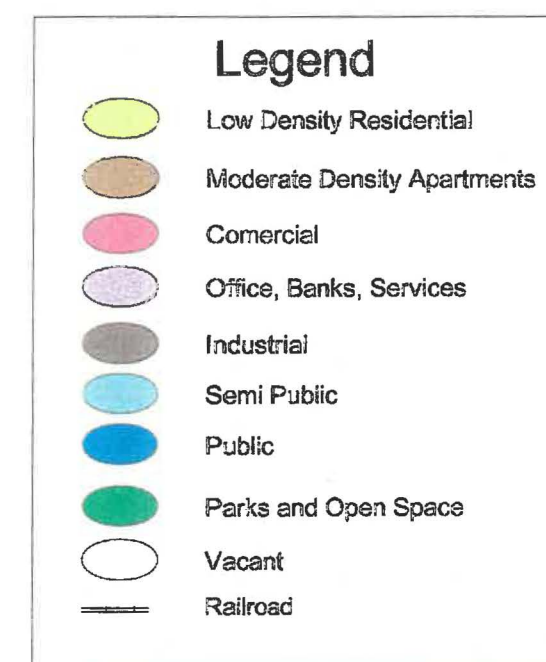 Legend
Low Density Residential
Moderate Density Apartments
Comercial
Office, Banks, Services
Industrial
Semi Public
Public
Parks and Open Space
Vacant
Railroad